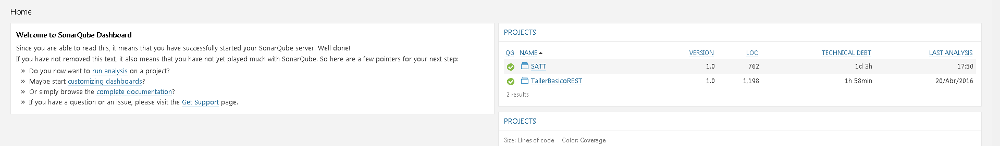 Home
Welcome to SonarQube Dashboard
Since you are able to read this, it means that you have successfully started your SonarQube server. Well done!
If you have not removed this text, it also means that you have not yet played much with SonarQube. So here are a few pointers for your next step:
» Do you now want to run analysis on a project?
» Maybe start customizing dashboards?
» Or simply browse the complete documentation?
» If you have a question or an issue, please visit the Get Support page.
PROJECTS
QG NAME VERSION LOC TECHNICAL DEBT LAST ANALYSIS
SATT 1.0 762 1d 3h 17:50
TallerBasicoREST 1.0 1,198 1h 58min 20/Abr/2016
2 results
PROJECTS
Size: Lines of code Color: Coverage